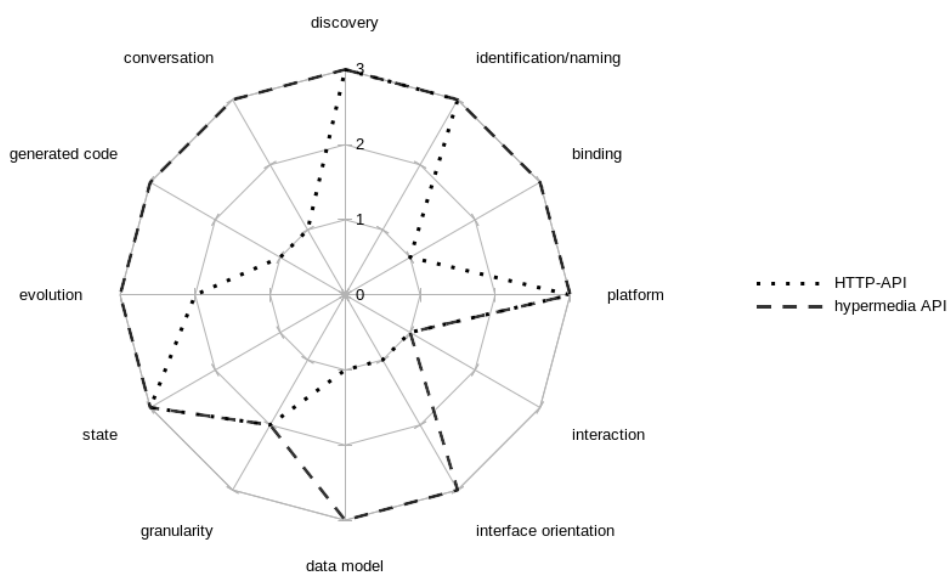 discovery
conversation
identification/naming
3
generated code
2
binding
1
HTTP-API
evolution
0
platform
hypermedia API
state
interaction
granularity
interface orientation
data model